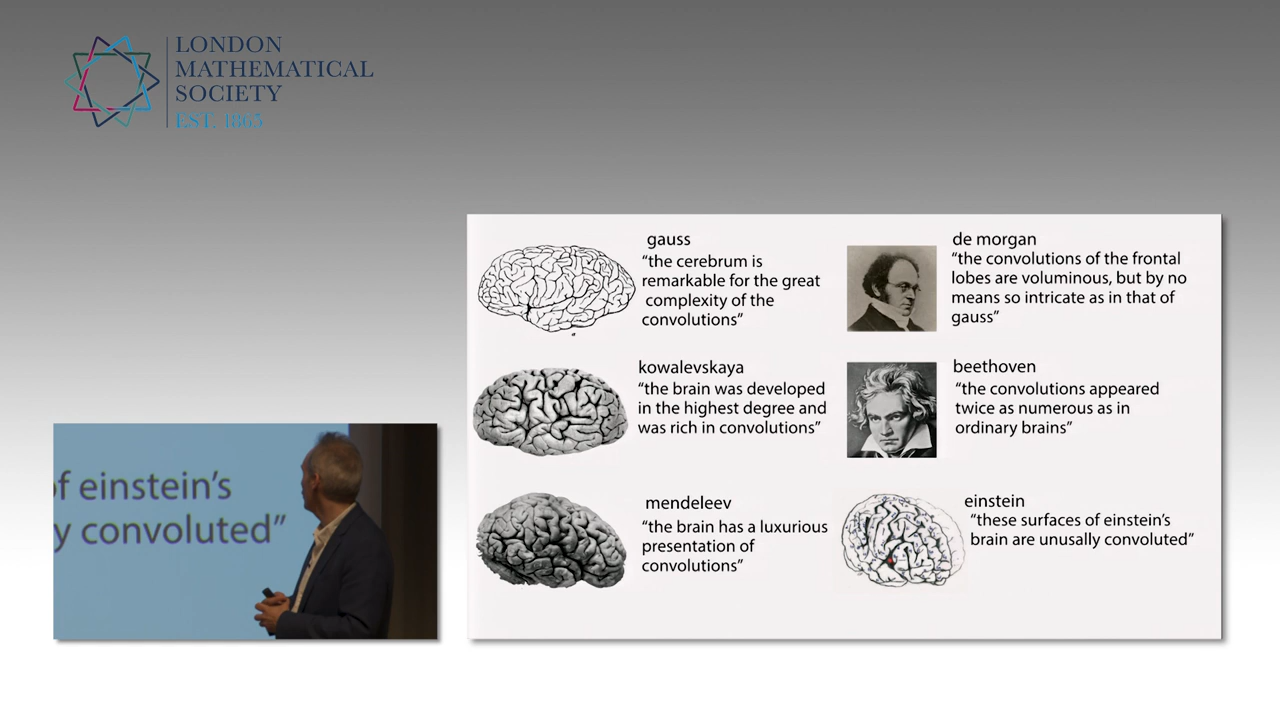 LONDON
MATHEMATICAL
SOCIETY
EST. 1865
gauss
“the cerebrum is
remarkable for the great
complexity of the
convolutions”
de morgan
“the convolutions of the frontal
lobes are voluminous, but by no
means so intricate as in that of
gauss”
kowalevskaya
“the brain was developed
in the highest degree and
was rich in convolutions”
beethoven
“the convolutions appeared
twice as numerous as in
ordinary brains”
mendeleev
“the brain has a luxurious
presentation of
convolutions”
einstein
“these surfaces of einstein’s
brain are unusally convoluted”
of einstein’s
y convoluted”